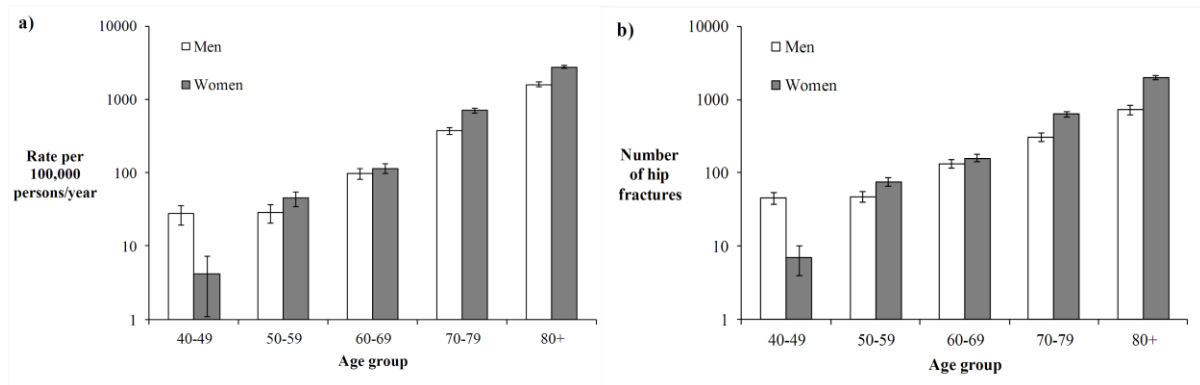 a)
10000
1000
100
10
1
Rate per
100,000
persons/year
Men
Women
40-49 50-59 60-69 70-79 80+
Age group
b)
10000
1000
100
10
1
Number
of hip
fractures
Men
Women
40-49 50-59 60-69 70-79 80+
Age group